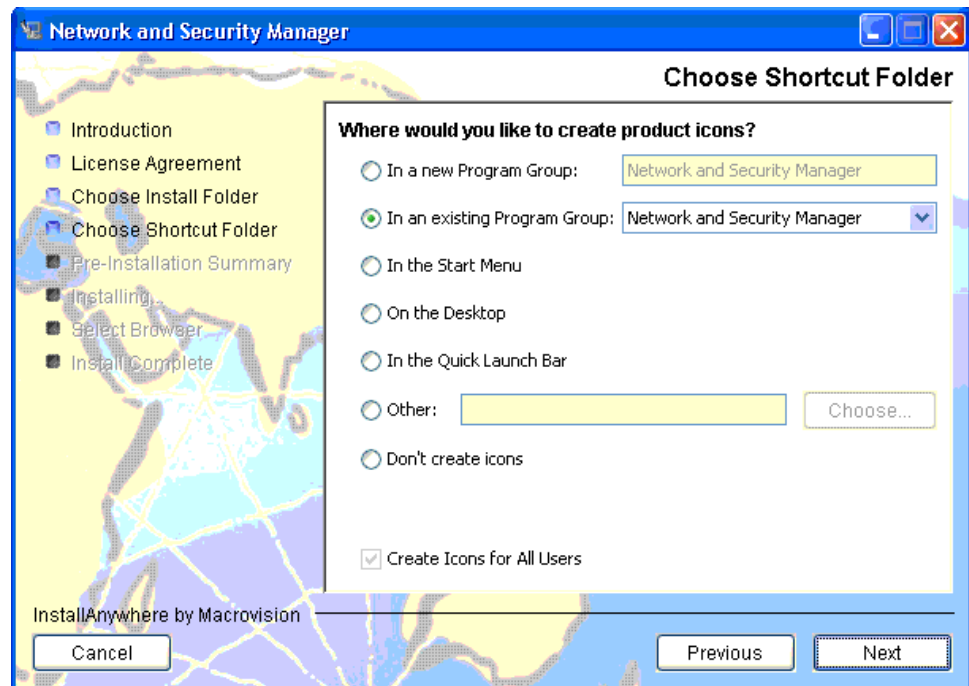 Network and Security Manager
Choose Shortcut Folder
Introduction
License Agreement
Choose Install Folder
Choose Shortcut Folder
Pre-Installation Summary
Installing...
Select Browser
Install Complete
Where would you like to create product icons?
In a new Program Group: Network and Security Manager
In an existing Program Group: Network and Security Manager
In the Start Menu
On the Desktop
In the Quick Launch Bar
Other: Choose...
Don't create icons
Create Icons for All Users
InstallAnywhere by Macrovision
Cancel Previous Next